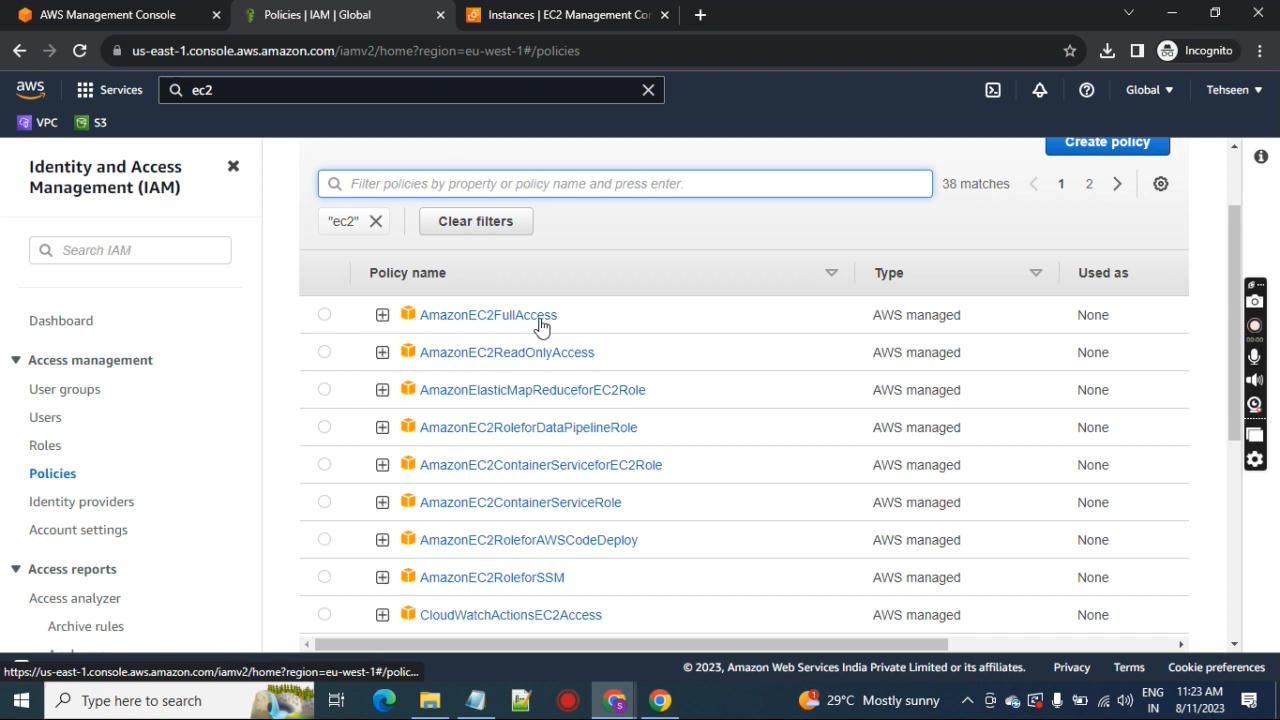 AWS Management Console
Policies | IAM | Global
Instances | EC2 Management Con
us-east-1.console.aws.amazon.com/iamv2/home?region=eu-west-1#/policies
Incognito
aws
Services
ec2
Global
Tehseen
VPC
S3
Identity and Access Management (IAM)
Search IAM
Dashboard
Access management
User groups
Users
Roles
Policies
Identity providers
Account settings
Access reports
Access analyzer
Archive rules
Create policy
Filter policies by property or policy name and press enter.
38 matches
1
2
"ec2"
Clear filters
Policy name Type Used as
AmazonEC2FullAccess AWS managed None
AmazonEC2ReadOnlyAccess AWS managed None
AmazonElasticMapReduceforEC2Role AWS managed None
AmazonEC2RoleforDataPipelineRole AWS managed None
AmazonEC2ContainerServiceforEC2Role AWS managed None
AmazonEC2ContainerServiceRole AWS managed None
AmazonEC2RoleforAWSCodeDeploy AWS managed None
AmazonEC2RoleforSSM AWS managed None
CloudWatchActionsEC2Access AWS managed None
00:00
https://us-east-1.console.aws.amazon.com/iamv2/home?region=eu-west-1#/polic...
© 2023, Amazon Web Services India Private Limited or its affiliates.
Privacy
Terms
Cookie preferences
Type here to search
29°C Mostly sunny
ENG
IN
11:23 AM
8/11/2023